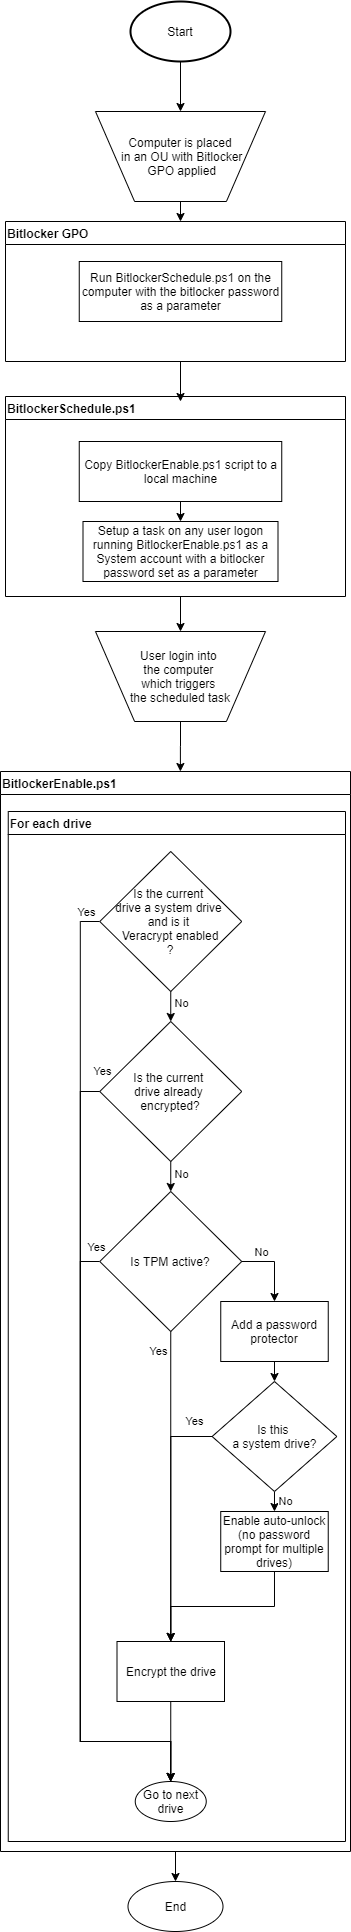 Start
Computer is placed
in an OU with Bitlocker
GPO applied
Bitlocker GPO
Run BitlockerSchedule.ps1 on the
computer with the bitlocker password
as a parameter
BitlockerSchedule.ps1
Copy BitlockerEnable.ps1 script to a
local machine
Setup a task on any user logon
running BitlockerEnable.ps1 as a
System account with a bitlocker
password set as a parameter
User login into
the computer
which triggers
the scheduled task
BitlockerEnable.ps1
For each drive
Is the current
drive a system drive
and is it
Veracrypt enabled
?
Yes
No
Is the current
drive already
encrypted?
Yes
No
Is TPM active?
Yes
No
Yes
Add a password
protector
Is this
a system drive?
Yes
No
Enable auto-unlock
(no password
prompt for multiple
drives)
Encrypt the drive
Go to next
drive
End